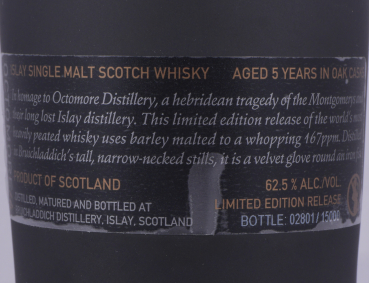 ISLAY SINGLE MALT SCOTCH WHISKY AGED 5 YEARS IN OAK CASKS
In homage to Octomore Distillery, a hebridean tragedy of the Montgomerys and
their long lost Islay distillery. This limited edition release of the world's most
heavily peated whisky uses barley malted to a whopping 167ppm. Distilled
in Bruichladdich's tall, narrow-necked stills, it is a velvet glove round an iron
PRODUCT OF SCOTLAND 62.5% ALC./VOL.
DISTILLED, MATURED AND BOTTLED AT LIMITED EDITION RELEASE
BRUICHLADDICH DISTILLERY, ISLAY, SCOTLAND BOTTLE: 02801/15000